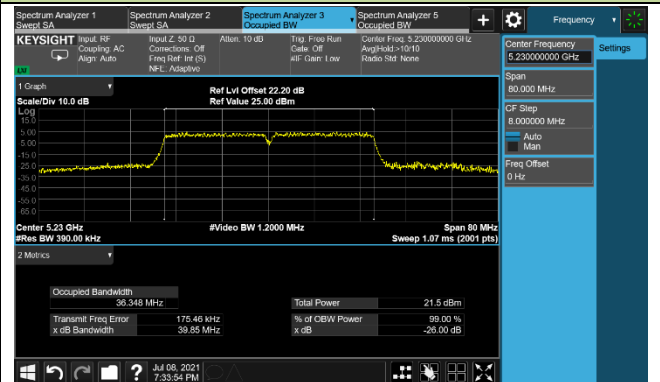 Spectrum Analyzer 1
Swept SA
Spectrum Analyzer 2
Swept SA
Spectrum Analyzer 3
Occupied BW
Spectrum Analyzer 5
Occupied BW
+
Frequency
KEYSIGHT
Input: RF
Coupling: AC
Align: Auto
Input Z: 50 Ω
Corrections: Off
Freq Ref: Int (S)
NFE: Adaptive
Atten: 10 dB
Trig: Free Run
Gate: Off
#IF Gain: Low
Center Freq: 5.230000000 GHz
Avg|Hold:>10/10
Radio Std: None
LXI
Center Frequency
5.230000000 GHz
Settings
Span
80.000 MHz
CF Step
8.000000 MHz
Auto
Man
Freq Offset
0 Hz
1 Graph
Scale/Div 10.0 dB
Ref Lvl Offset 22.20 dB
Ref Value 25.00 dBm
Log
15.0
5.00
-5.00
-15.0
-25.0
-35.0
-45.0
-55.0
-65.0
Center 5.23 GHz
#Res BW 390.00 kHz
#Video BW 1.2000 MHz
Span 80 MHz
Sweep 1.07 ms (2001 pts)
2 Metrics
Occupied Bandwidth
36.348 MHz
Total Power 21.5 dBm
Transmit Freq Error 175.46 kHz
% of OBW Power 99.00 %
x dB Bandwidth 39.85 MHz
x dB -26.00 dB
?
Jul 08, 2021
7:33:54 PM